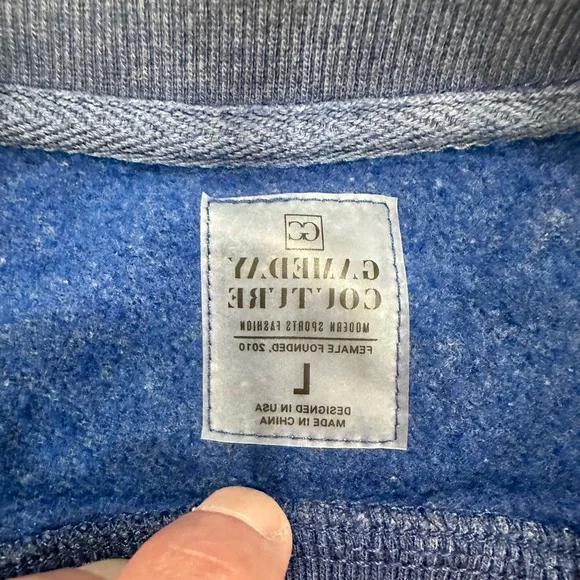 GC
GAMEDAY
COUTURE
MODERN SPORTS FASHION
FEMALE FOUNDED, 2010
L
DESIGNED IN USA
MADE IN CHINA